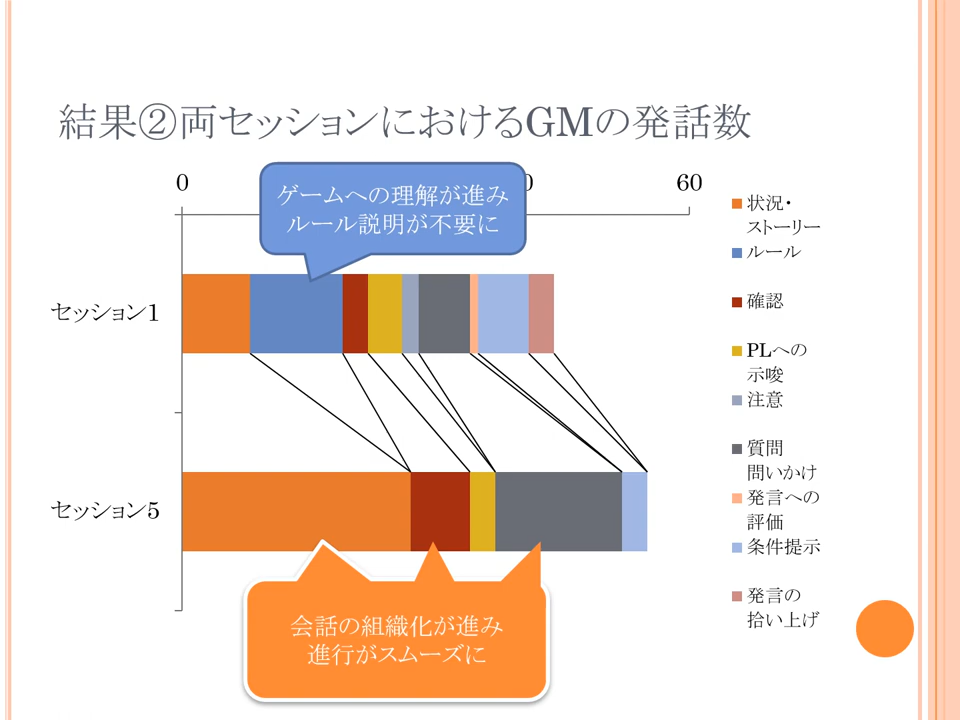 結果②両セッションにおけるGMの発話数
0
60
ゲームへの理解が進み
ルール説明が不要に
セッション1
セッション5
会話の組織化が進み
進行がスムーズに
状況・
ストーリー
ルール
確認
PLへの
示唆
注意
質問
問いかけ
発言への
評価
条件提示
発言の
拾い上げ